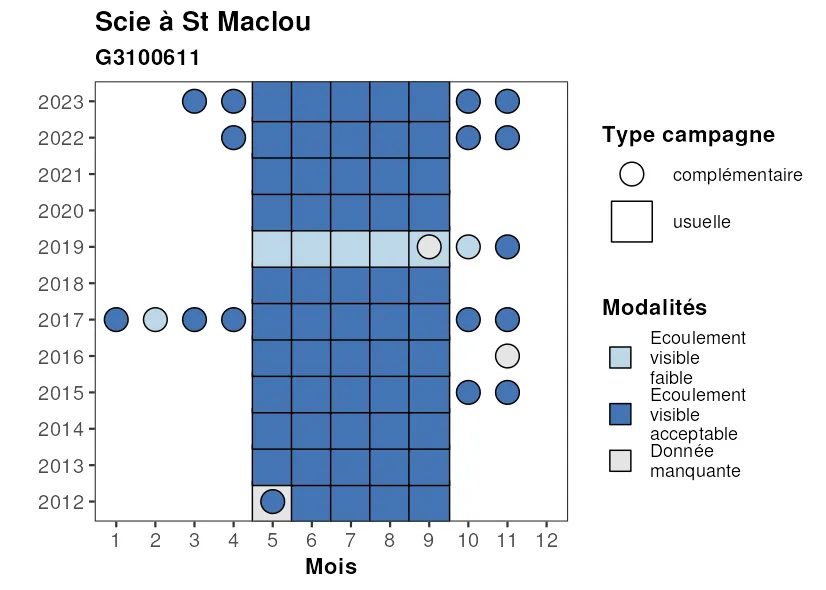 Scie à St Maclou
G3100611
2023
2022
2021
2020
2019
2018
2017
2016
2015
2014
2013
2012
1 2 3 4 5 6 7 8 9 10 11 12
Mois
Type campagne
complémentaire
usuelle
Modalités
Ecoulement
visible
faible
Ecoulement
visible
acceptable
Donnée
manquante